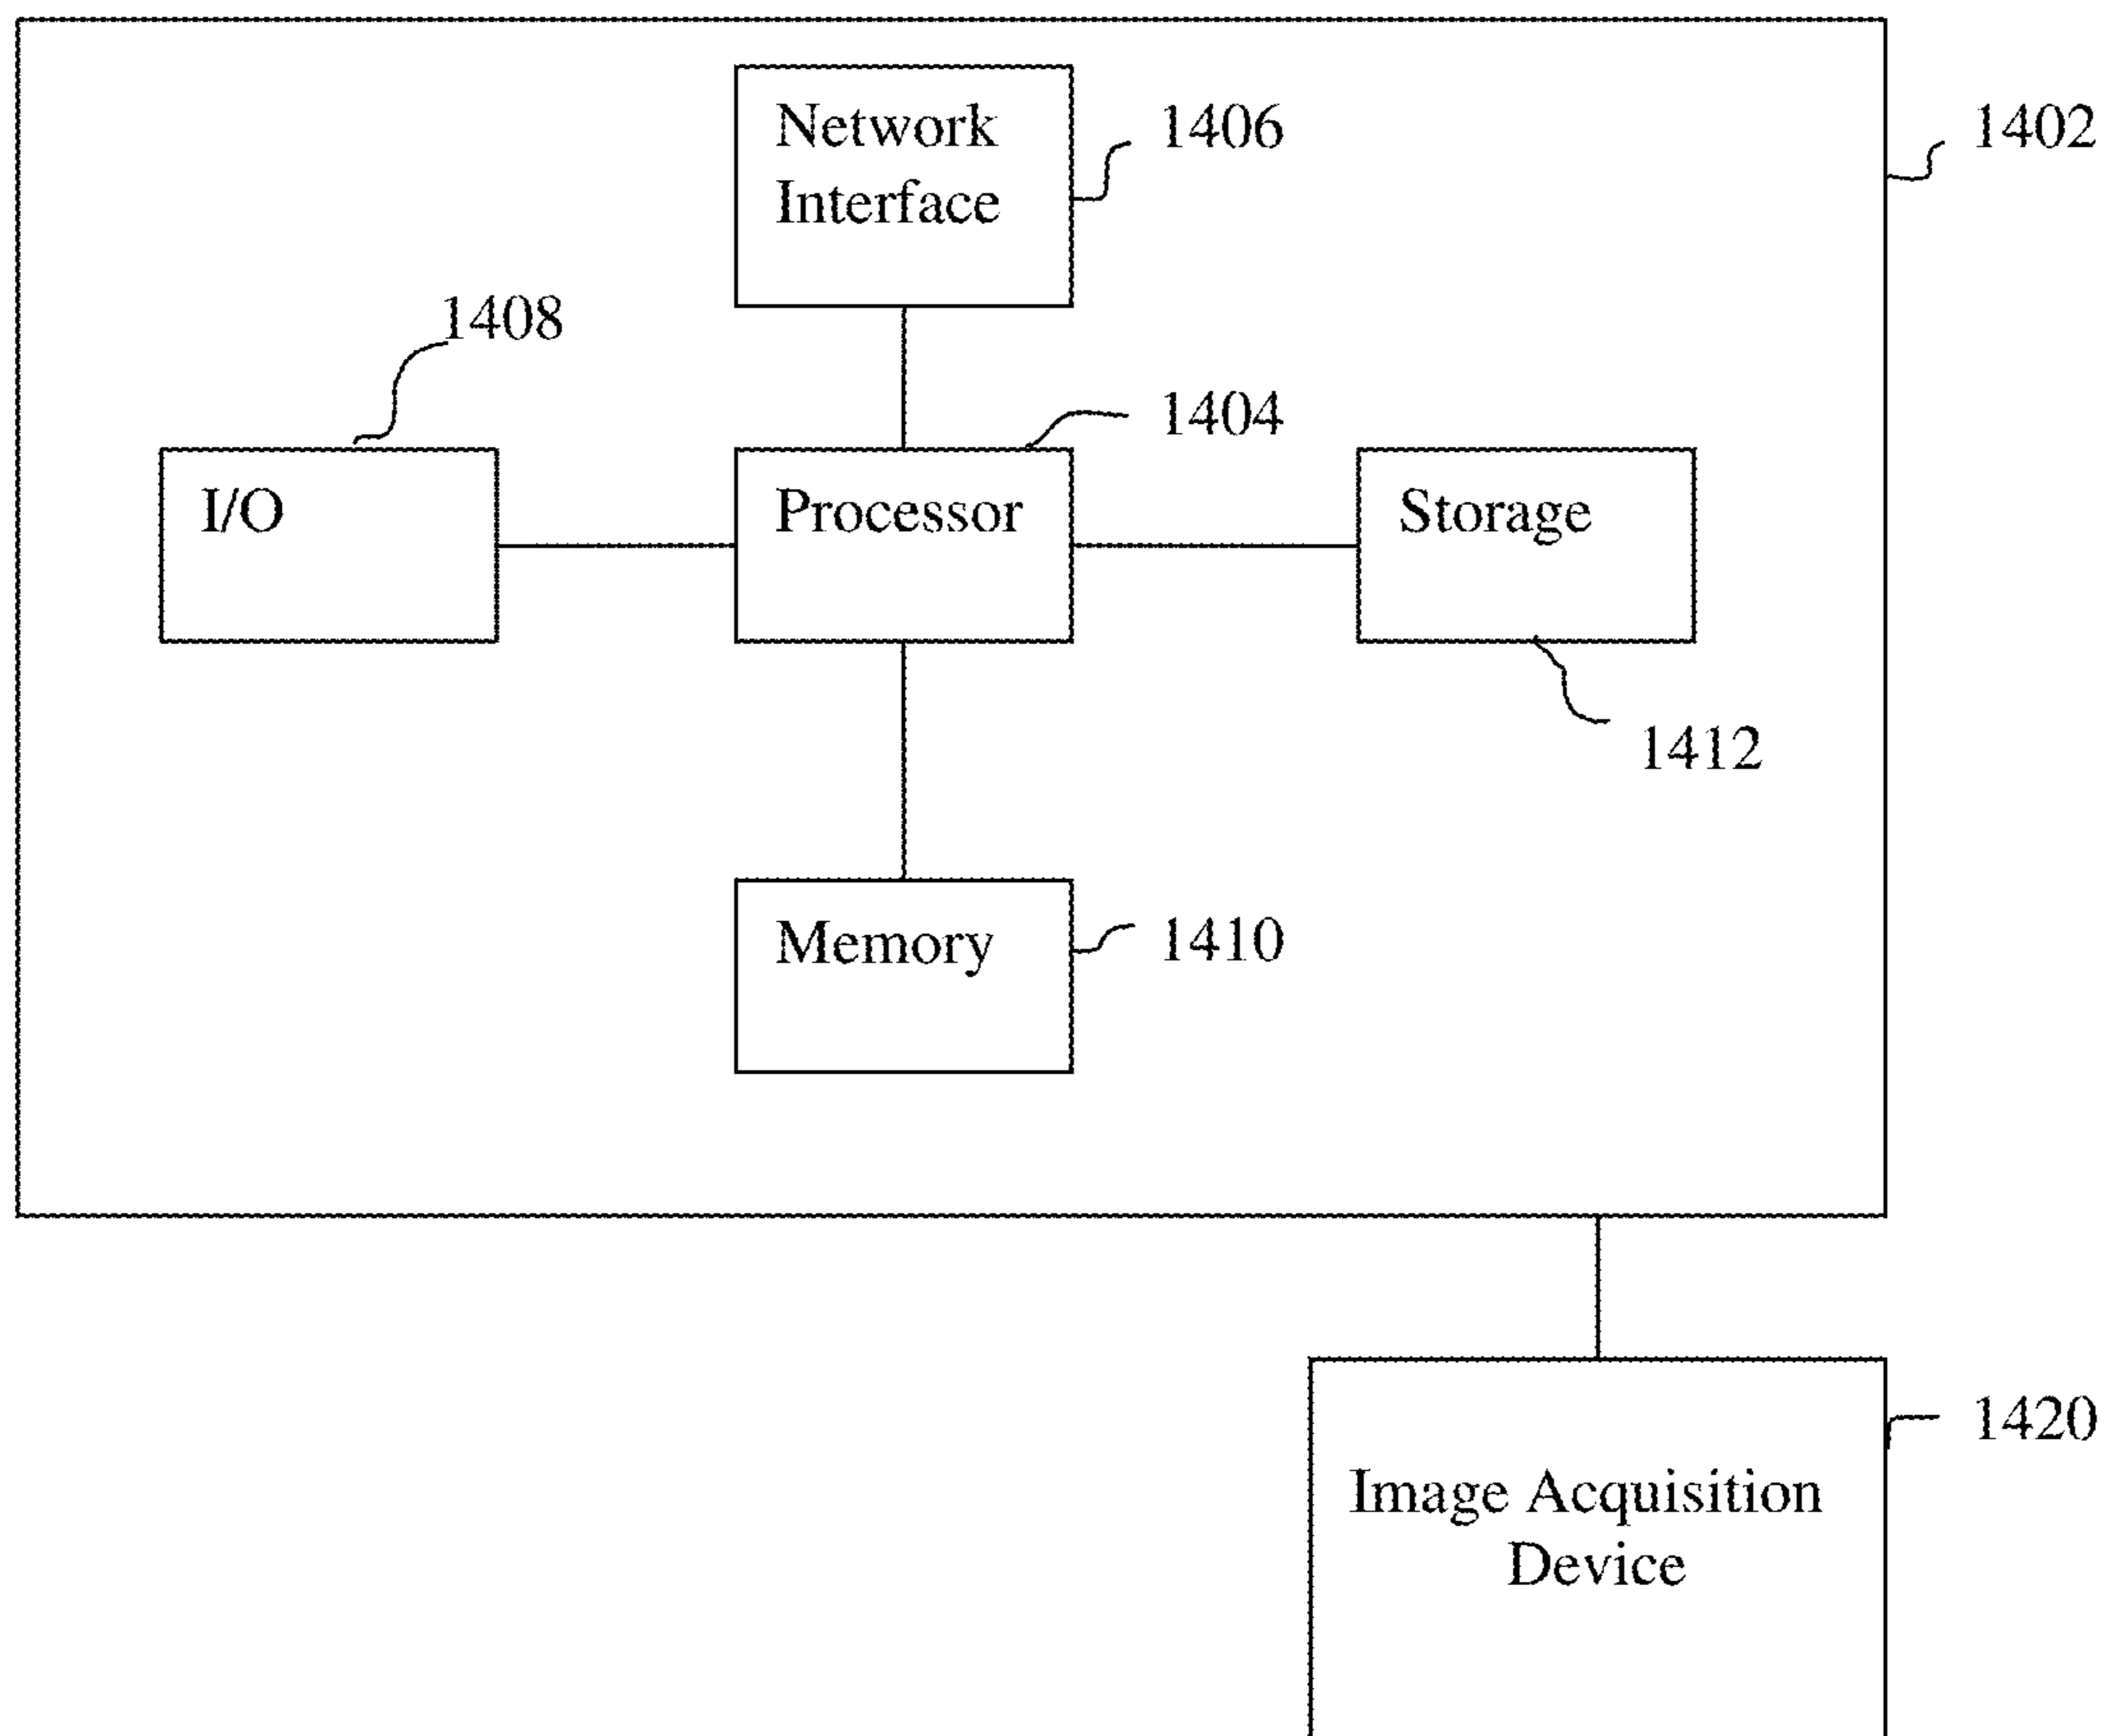 Network
Interface
1406
1402
1408
1404
I/O
Processor
Storage
1412
Memory
1410
1420
Image Acquisition
Device